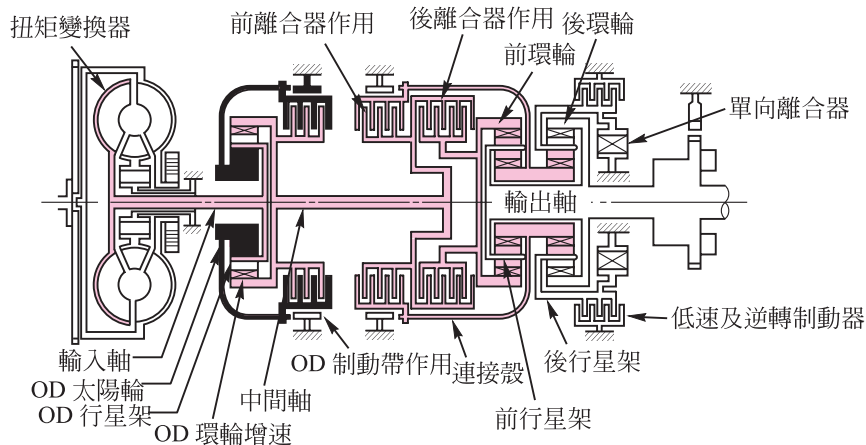 扭矩變換器
前離合器作用
後離合器作用
後環輪
前環輪
單向離合器
輸出軸
低速及逆轉制動器
後行星架
前行星架
連接殼
OD 制動帶作用
中間軸
輸入軸
OD 太陽輪
OD 行星架
OD 環輪增速